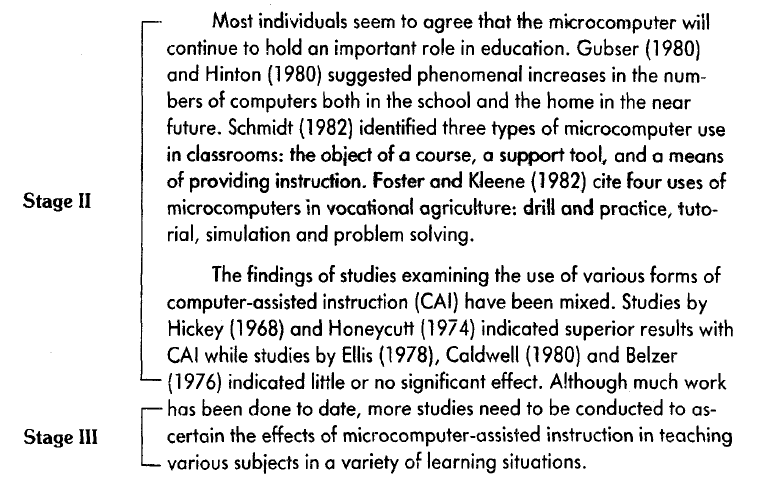 Most individuals seem to agree that the microcomputer will
continue to hold an important role in education. Gubser (1980)
and Hinton (1980) suggested phenomenal increases in the num-
bers of computers both in the school and the home in the near
future. Schmidt (1982) identified three types of microcomputer use
in classrooms: the object of a course, a support tool, and a means
of providing instruction. Foster and Kleene (1982) cite four uses of
Stage II
microcomputers in vocational agriculture: drill and practice, tuto-
rial, simulation and problem solving.
The findings of studies examining the use of various forms of
computer-assisted instruction (CAI) have been mixed. Studies by
Hickey (1968) and Honeycutt (1974) indicated superior results with
CAI while studies by Ellis (1978), Caldwell (1980) and Belzer
(1976) indicated little or no significant effect. Although much work
has been done to date, more studies need to be conducted to as-
Stage III
certain the effects of microcomputer-assisted instruction in teaching
various subjects in a variety of learning situations.